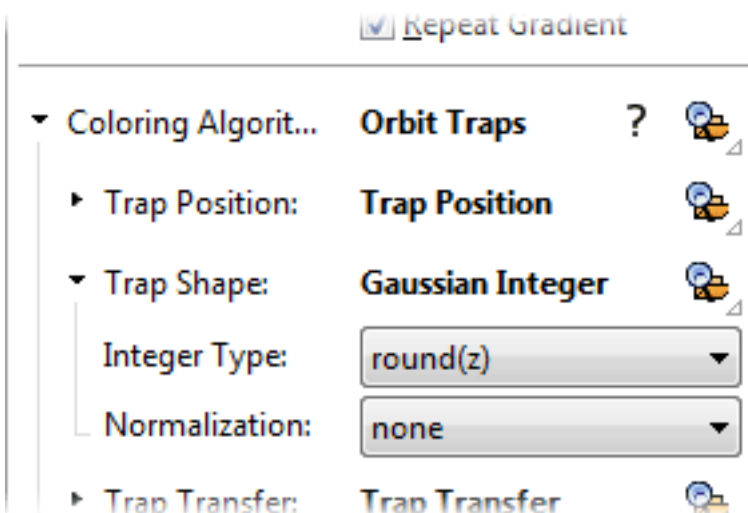 Repeat Gradient
Coloring Algorit... Orbit Traps ?
Trap Position: Trap Position
Trap Shape: Gaussian Integer
Integer Type: round(z)
Normalization: none
Trap Transfer: Trap Transfer